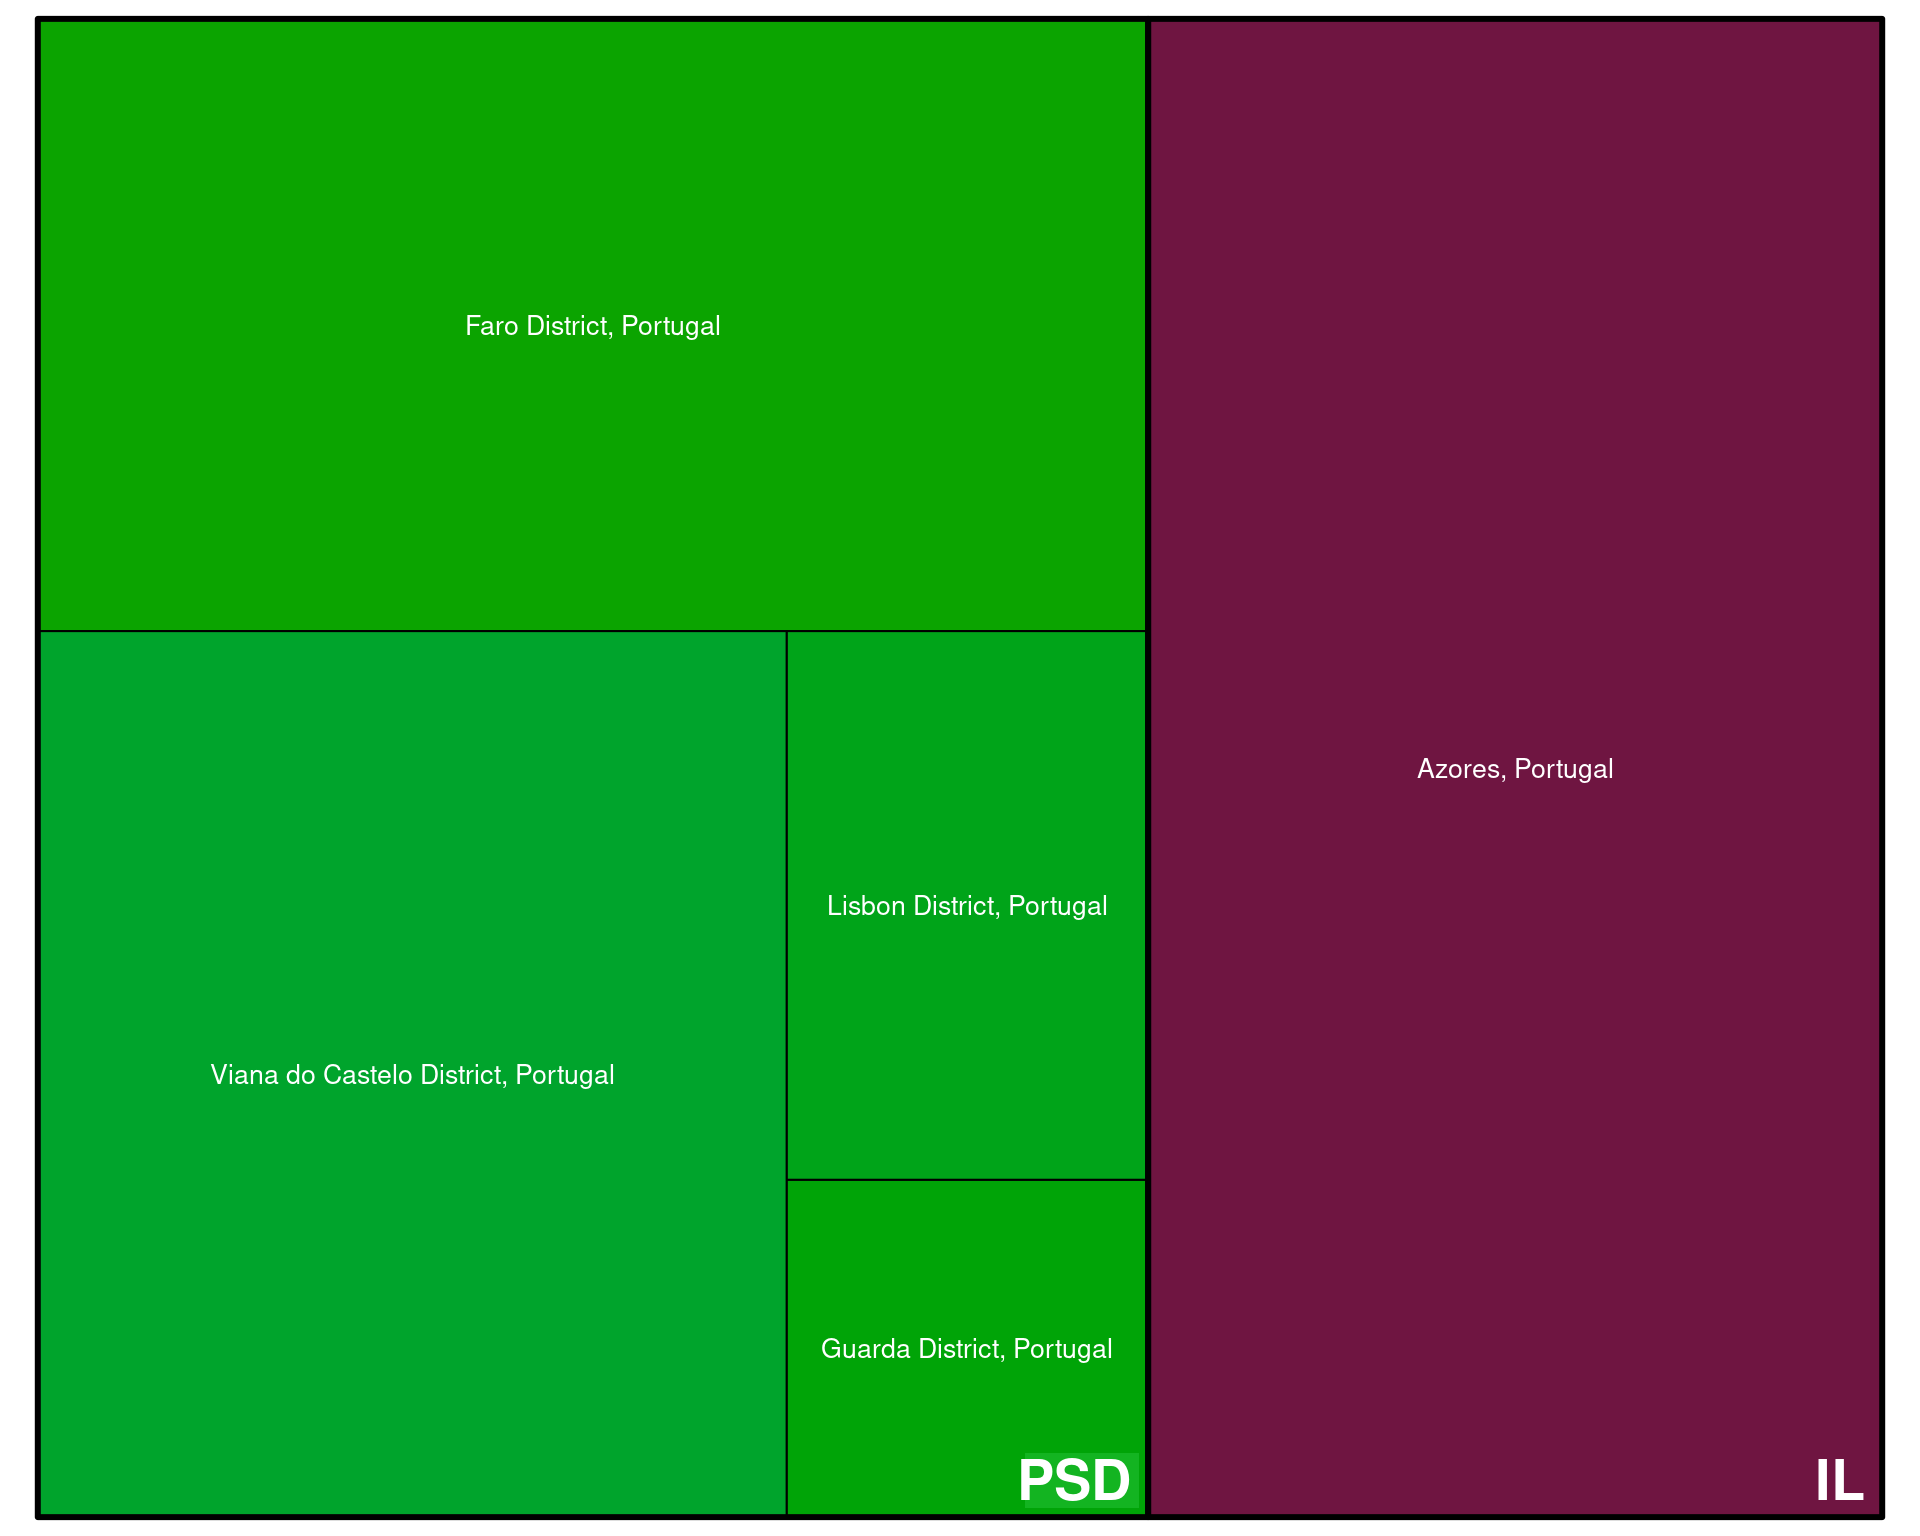 Faro District, Portugal
Azores, Portugal
Lisbon District, Portugal
Viana do Castelo District, Portugal
Guarda District, Portugal
PSD
IL